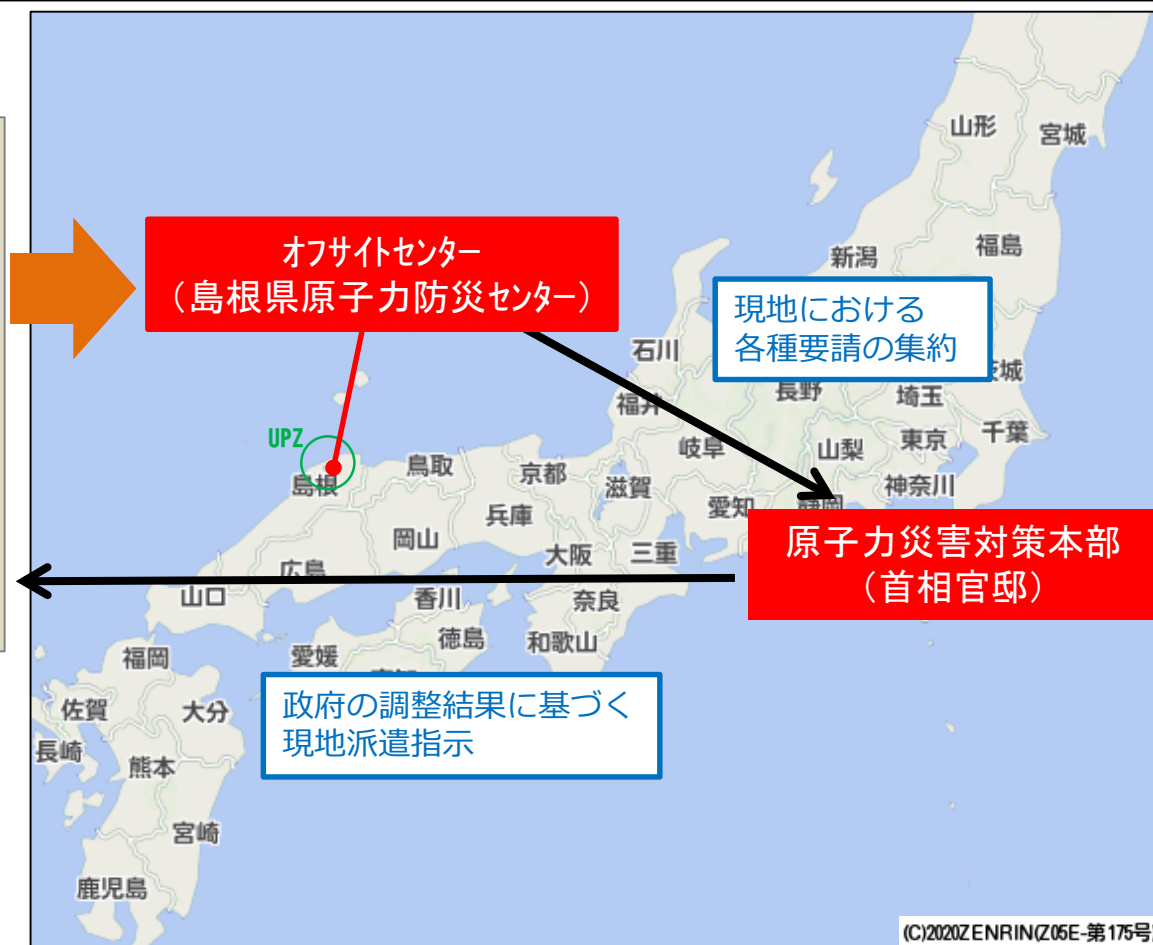 山形
宮城
オフサイトセンター
（島根県原子力防災センター）
新潟
福島
現地における
各種要請の集約
石川
茨城
長野
埼玉
福井
岐阜
山梨
東京
千葉
UPZ
島根
鳥取
京都
滋賀
愛知
静岡
神奈川
兵庫
岡山
大阪
三重
原子力災害対策本部
（首相官邸）
広島
山口
香川
奈良
徳島
和歌山
福岡
愛媛
政府の調整結果に基づく
現地派遣指示
佐賀
大分
長崎
熊本
宮崎
鹿児島
(C)2020ZENRIN(Z05E-第175号